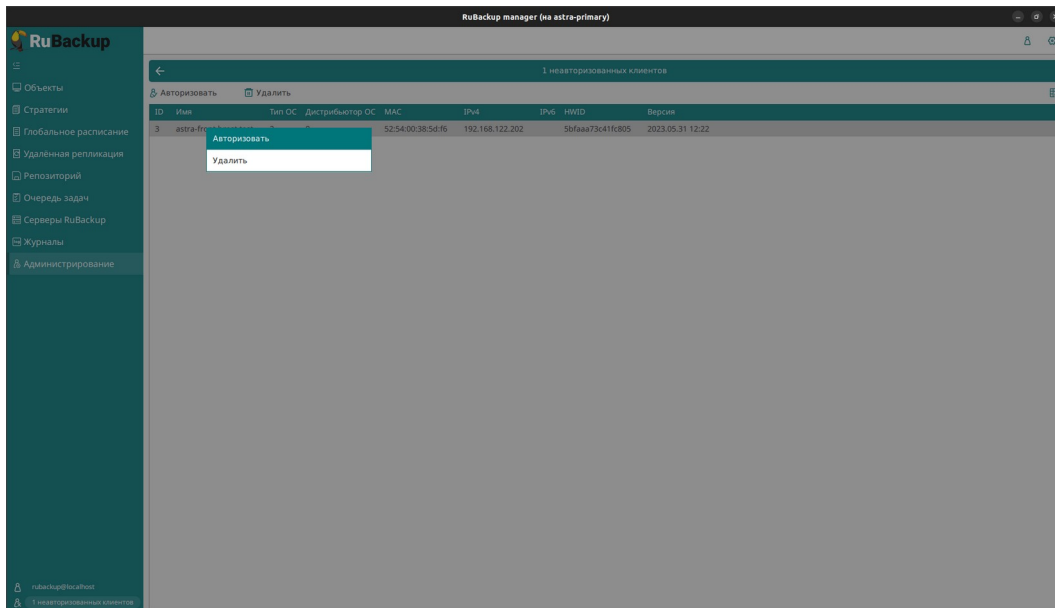 RuBackup manager (на astra-primary)
RuBackup
1 неавторизованных клиентов
Объекты
Авторизовать Удалить
Стратегии
ID Имя Тип ОС Дистрибьютор ОС MAC IPv4 IPv6 HWID Версия
Глобальное расписание
3 52:54:00:38:5d:f6 192.168.122.202 5bfaaa73c41fc805 2023.05.31 12:22
Авторизовать
Удалённая репликация
Удалить
Репозиторий
Очередь задач
Серверы RuBackup
Журналы
Администрирование
rubackup@localhost
1 неавторизованных клиентов